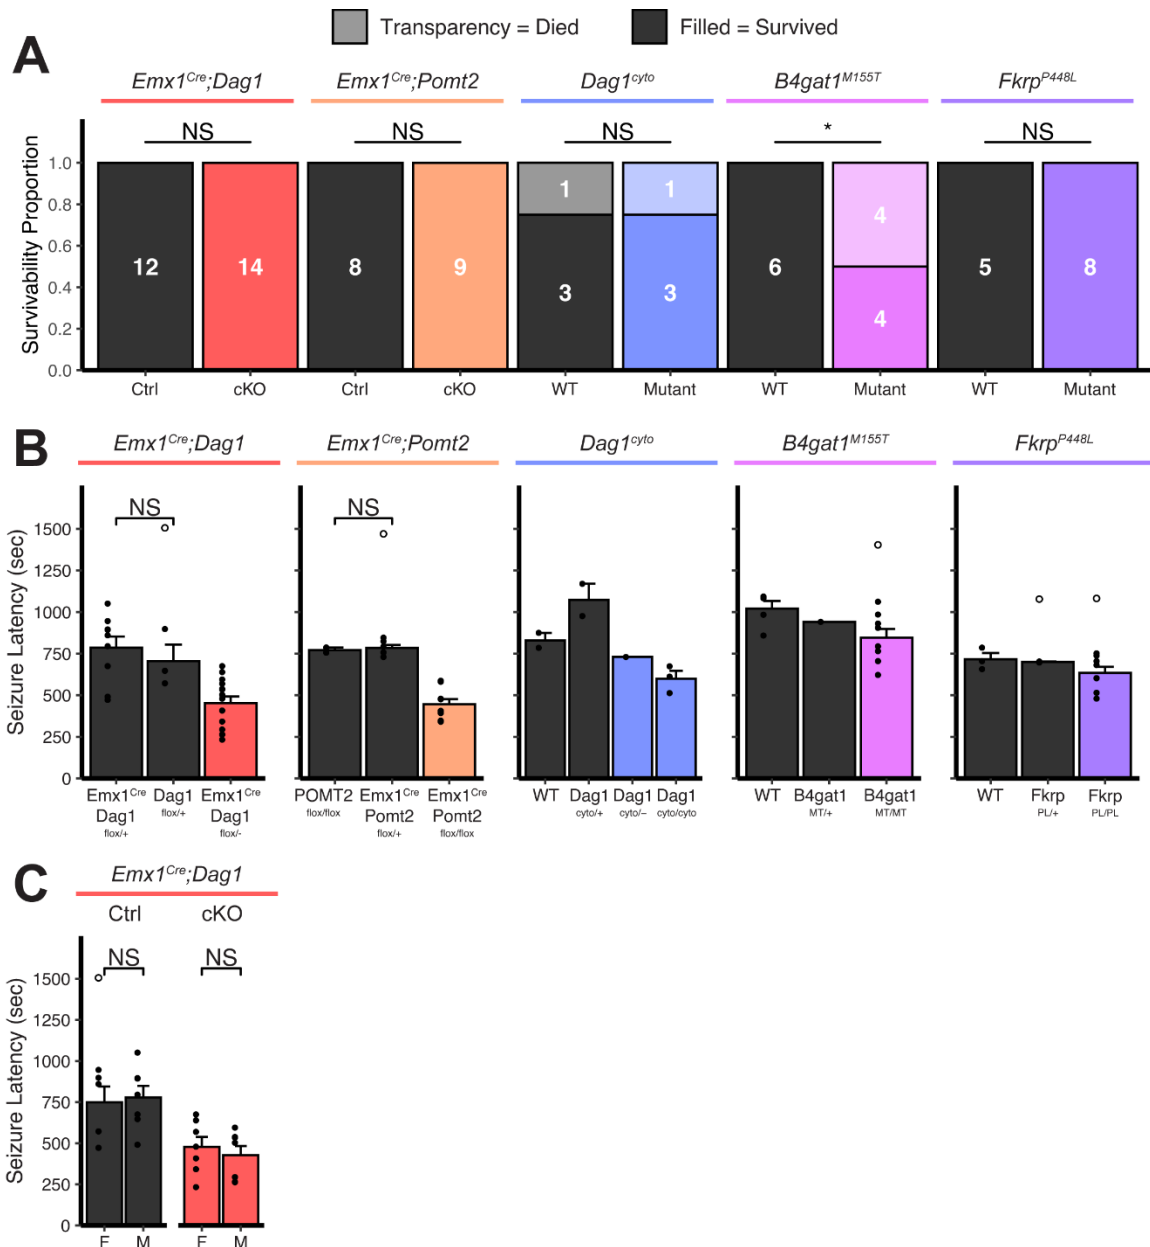 Transparency = Died Filled = Survived
A
Emx1Cre;Dag1 Emx1Cre;Pomt2 Dag1cyto B4gat1M155T FkrpP448L
NS NS NS * NS
Survivability Proportion
1.0
0.8
0.6
0.4
0.2
0.0
12 14 8 9 1 3 1 3 6 4 4 5 8
Ctrl cKO Ctrl cKO WT Mutant WT Mutant WT Mutant
B
Emx1Cre;Dag1 Emx1Cre;Pomt2 Dag1cyto B4gat1M155T FkrpP448L
NS NS
Seizure Latency (sec)
1500
1250
1000
750
500
250
0
Emx1Cre Dag1 Emx1Cre POMT2 Emx1Cre Emx1Cre WT Dag1 Dag1 Dag1 WT B4gat1 B4gat1 WT Fkrp Fkrp
Dag1 flox/+ Dag1 flox/flox Pomt2 Pomt2 cyto/+ cyto/– cyto/cyto MT/+ MT/MT PL/+ PL/PL
flox/+ flox/- flox/+ flox/flox
C
Emx1Cre;Dag1
Ctrl cKO
NS NS
Seizure Latency (sec)
1500
1250
1000
750
500
250
0
F M F M